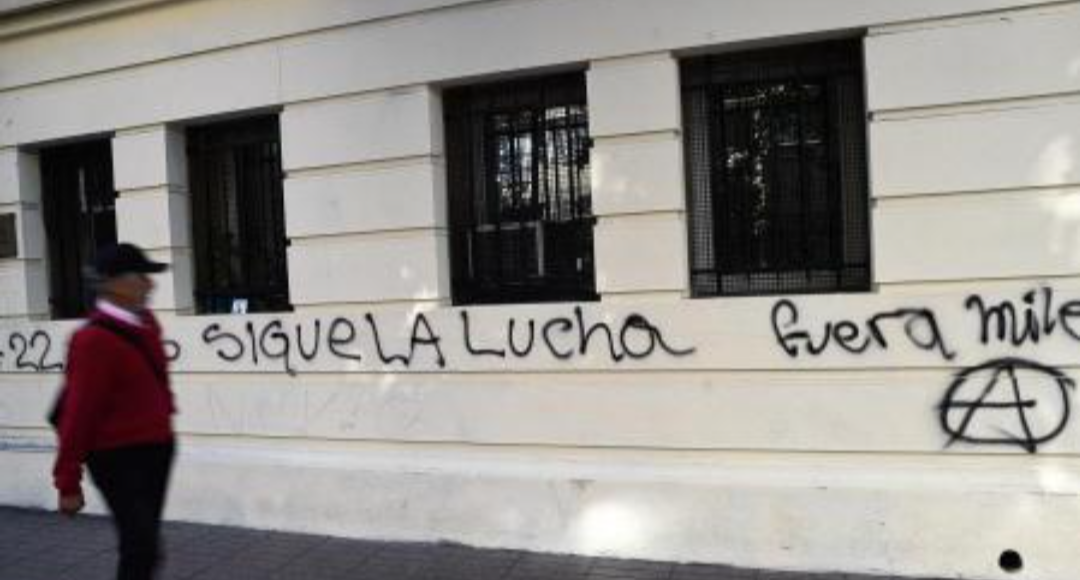 22 SIGUE LA LUCHA fuera mile
A